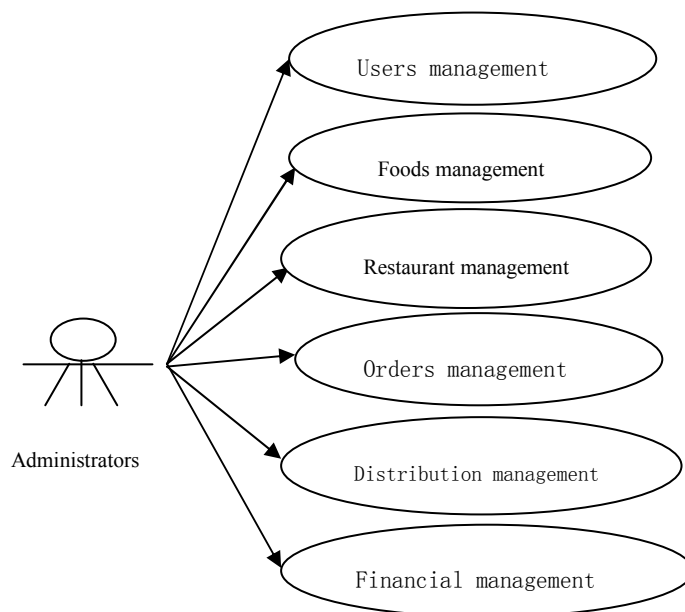 Users management
Foods management
Restaurant management
Orders management
Administrators
Distribution management
Financial management